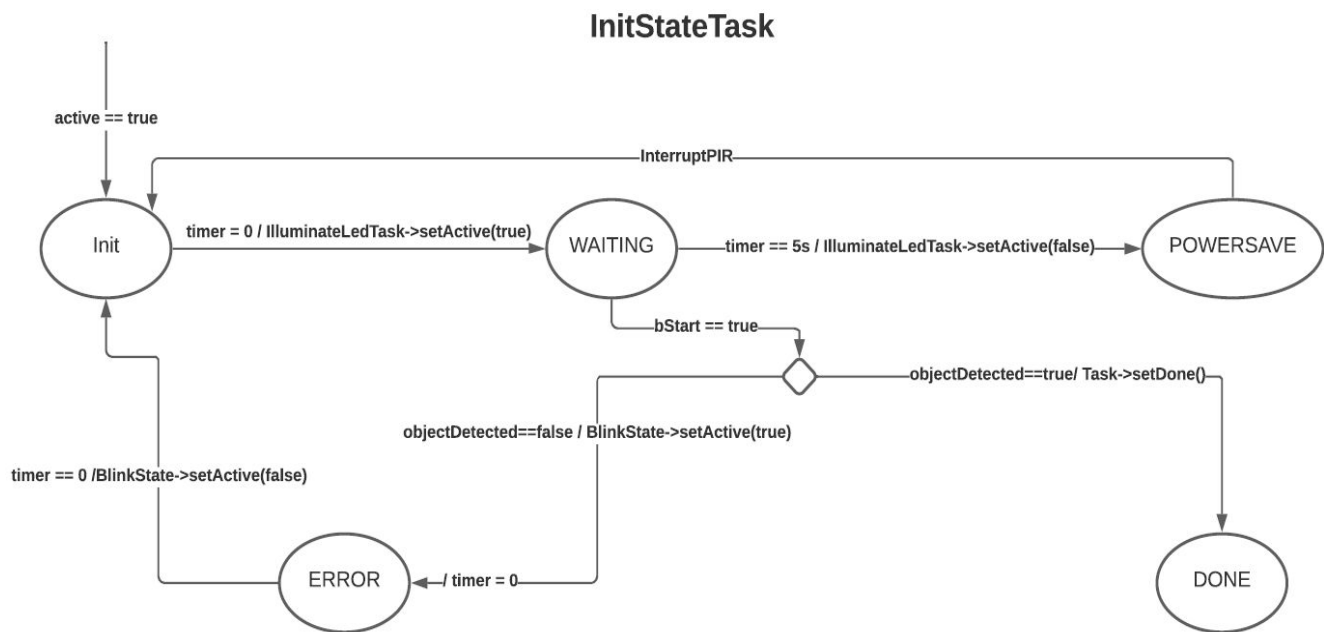 InitStateTask
active == true
InterruptPIR
Init
timer = 0 / IlluminateLedTask->setActive(true)
WAITING
timer == 5s / IlluminateLedTask->setActive(false)
POWERSAVE
bStart == true
objectDetected==true/ Task->setDone()
objectDetected==false / BlinkState->setActive(true)
timer == 0 /BlinkState->setActive(false)
ERROR
/ timer = 0
DONE